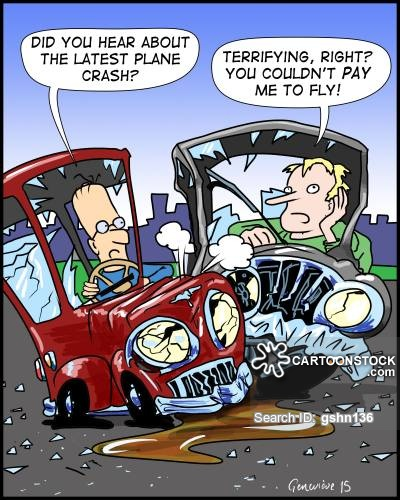 DID YOU HEAR ABOUT
THE LATEST PLANE
CRASH?
TERRIFYING, RIGHT?
YOU COULDN'T PAY
ME TO FLY!
CARTOONSTOCK
.com
Search ID: gshn136
Geneviève 15